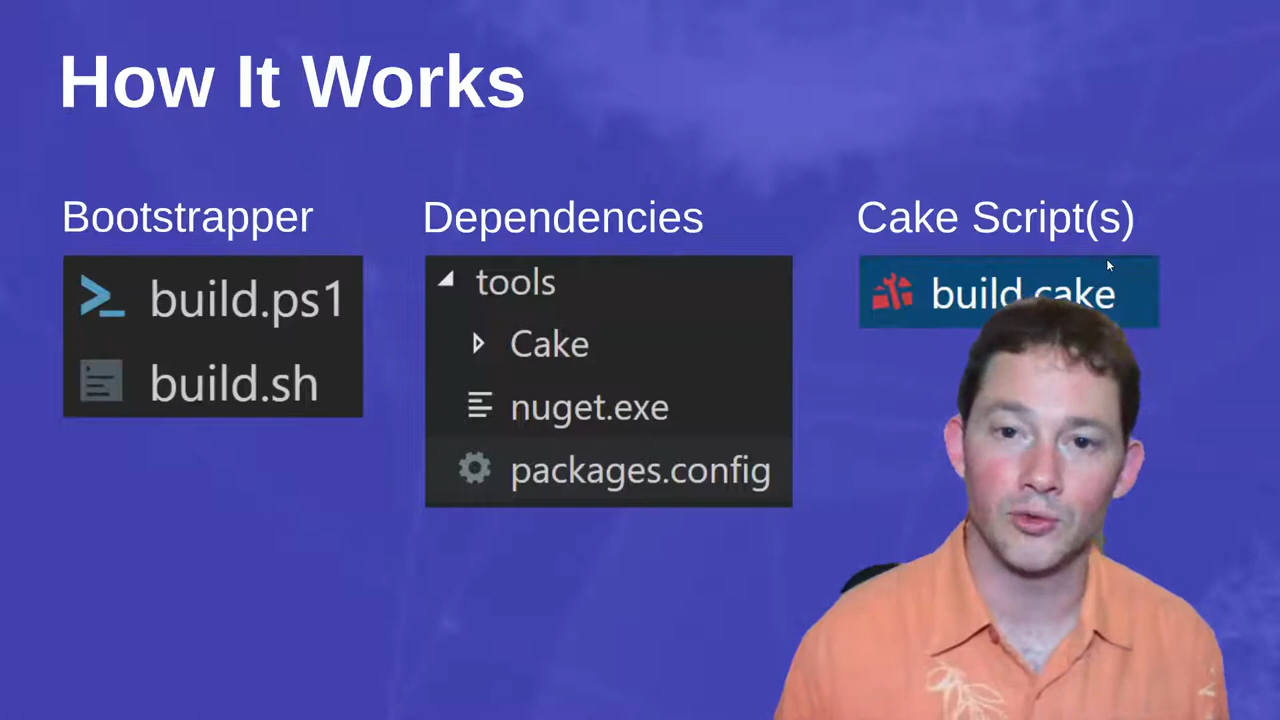 How It Works
Bootstrapper
build.ps1
build.sh
Dependencies
tools
Cake
nuget.exe
packages.config
Cake Script(s)
build.cake